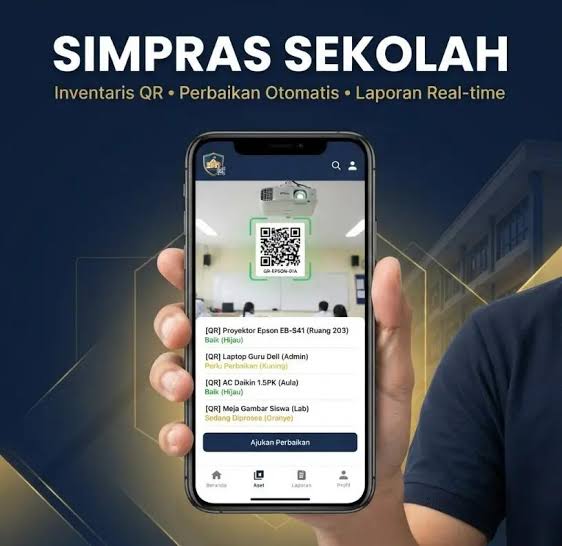 SIMPRAS SEKOLAH
Inventaris QR • Perbaikan Otomatis • Laporan Real-time
QR-EPSON-01A
[QR] Proyektor Epson EB-S41 (Ruang 203)
Baik (Hijau)
[QR] Laptop Guru Dell (Admin)
Perlu Perbaikan (Kuning)
[QR] AC Daikin 1.5PK (Aula)
Baik (Hijau)
[QR] Meja Gambar Siswa (Lab)
Sedang Diproses (Oranye)
Ajukan Perbaikan
Beranda Aset Laporan Profil